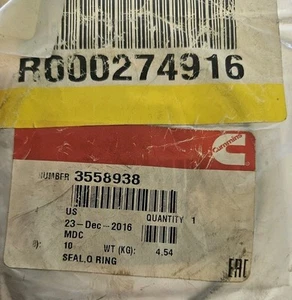 R000274916
Cummins
UMBER 3558938
US
QUANTITY 1
23-Dec-2016
MDC
): 10 WT (KG): 4.54
SEAL,O RING
EAC